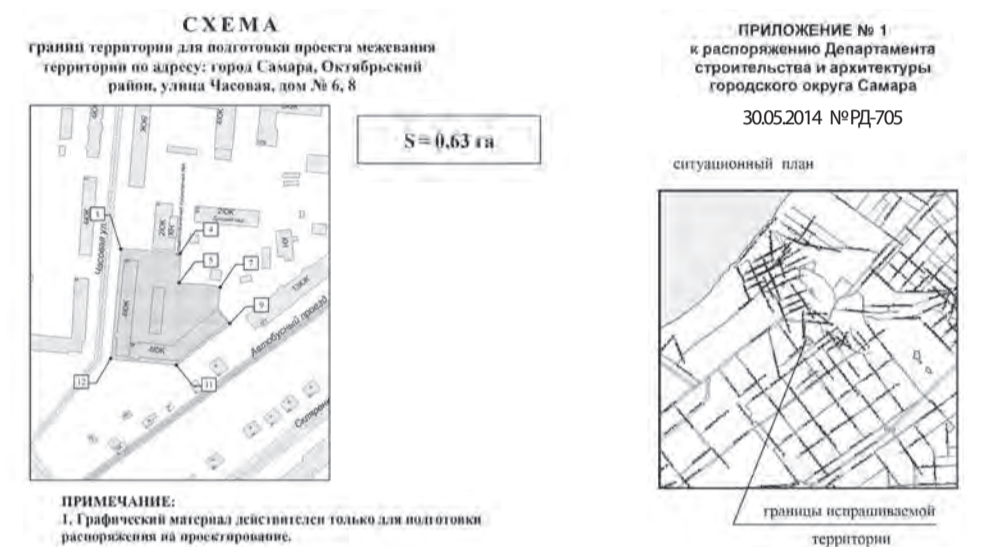 СХЕМА
границ территории для подготовки проекта межевания
территории по адресу: город Самара, Октябрьский
район, улица Часовая, дом № 6, 8
S = 0,63 га
ПРИЛОЖЕНИЕ № 1
к распоряжению Департамента
строительства и архитектуры
городского округа Самара
30.05.2014 №РД-705
ситуационный план
Часовая ул.
4
5
7
9
11
12
Автобусный проезд
ПРИМЕЧАНИЕ:
1. Графический материал действителен только для подготовки
распоряжения на проектирование.
границы испрашиваемой
территории